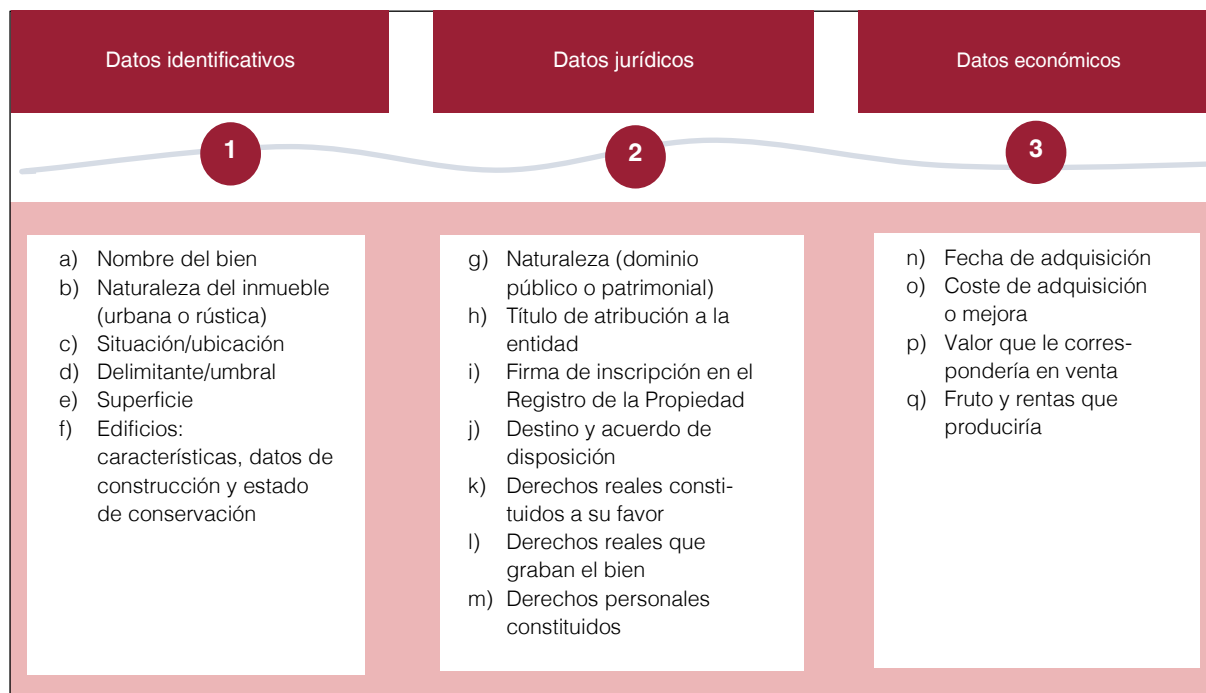 Datos identificativos
Datos jurídicos
Datos económicos
1
2
3
a) Nombre del bien
b) Naturaleza del inmueble
(urbana o rústica)
c) Situación/ubicación
d) Delimitante/umbral
e) Superficie
f) Edificios:
características, datos de
construcción y estado
de conservación
g) Naturaleza (dominio
público o patrimonial)
h) Título de atribución a la
entidad
i) Firma de inscripción en el
Registro de la Propiedad
j) Destino y acuerdo de
disposición
k) Derechos reales consti-
tuidos a su favor
l) Derechos reales que
graban el bien
m) Derechos personales
constituidos
n) Fecha de adquisición
o) Coste de adquisición
o mejora
p) Valor que le corres-
pondería en venta
q) Fruto y rentas que
produciría